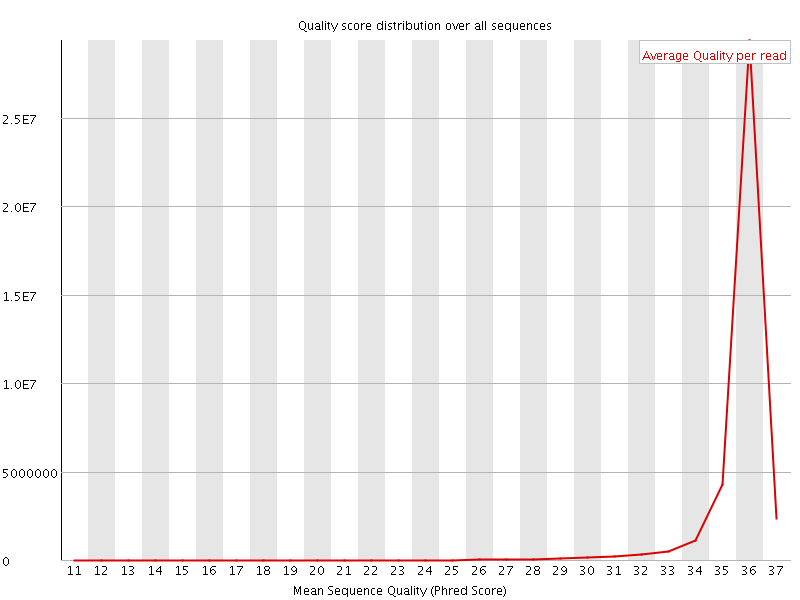 Quality score distribution over all sequences
Average Quality per read
2.5E7
2.0E7
1.5E7
1.0E7
5000000
0
11 12 13 14 15 16 17 18 19 20 21 22 23 24 25 26 27 28 29 30 31 32 33 34 35 36 37
Mean Sequence Quality (Phred Score)